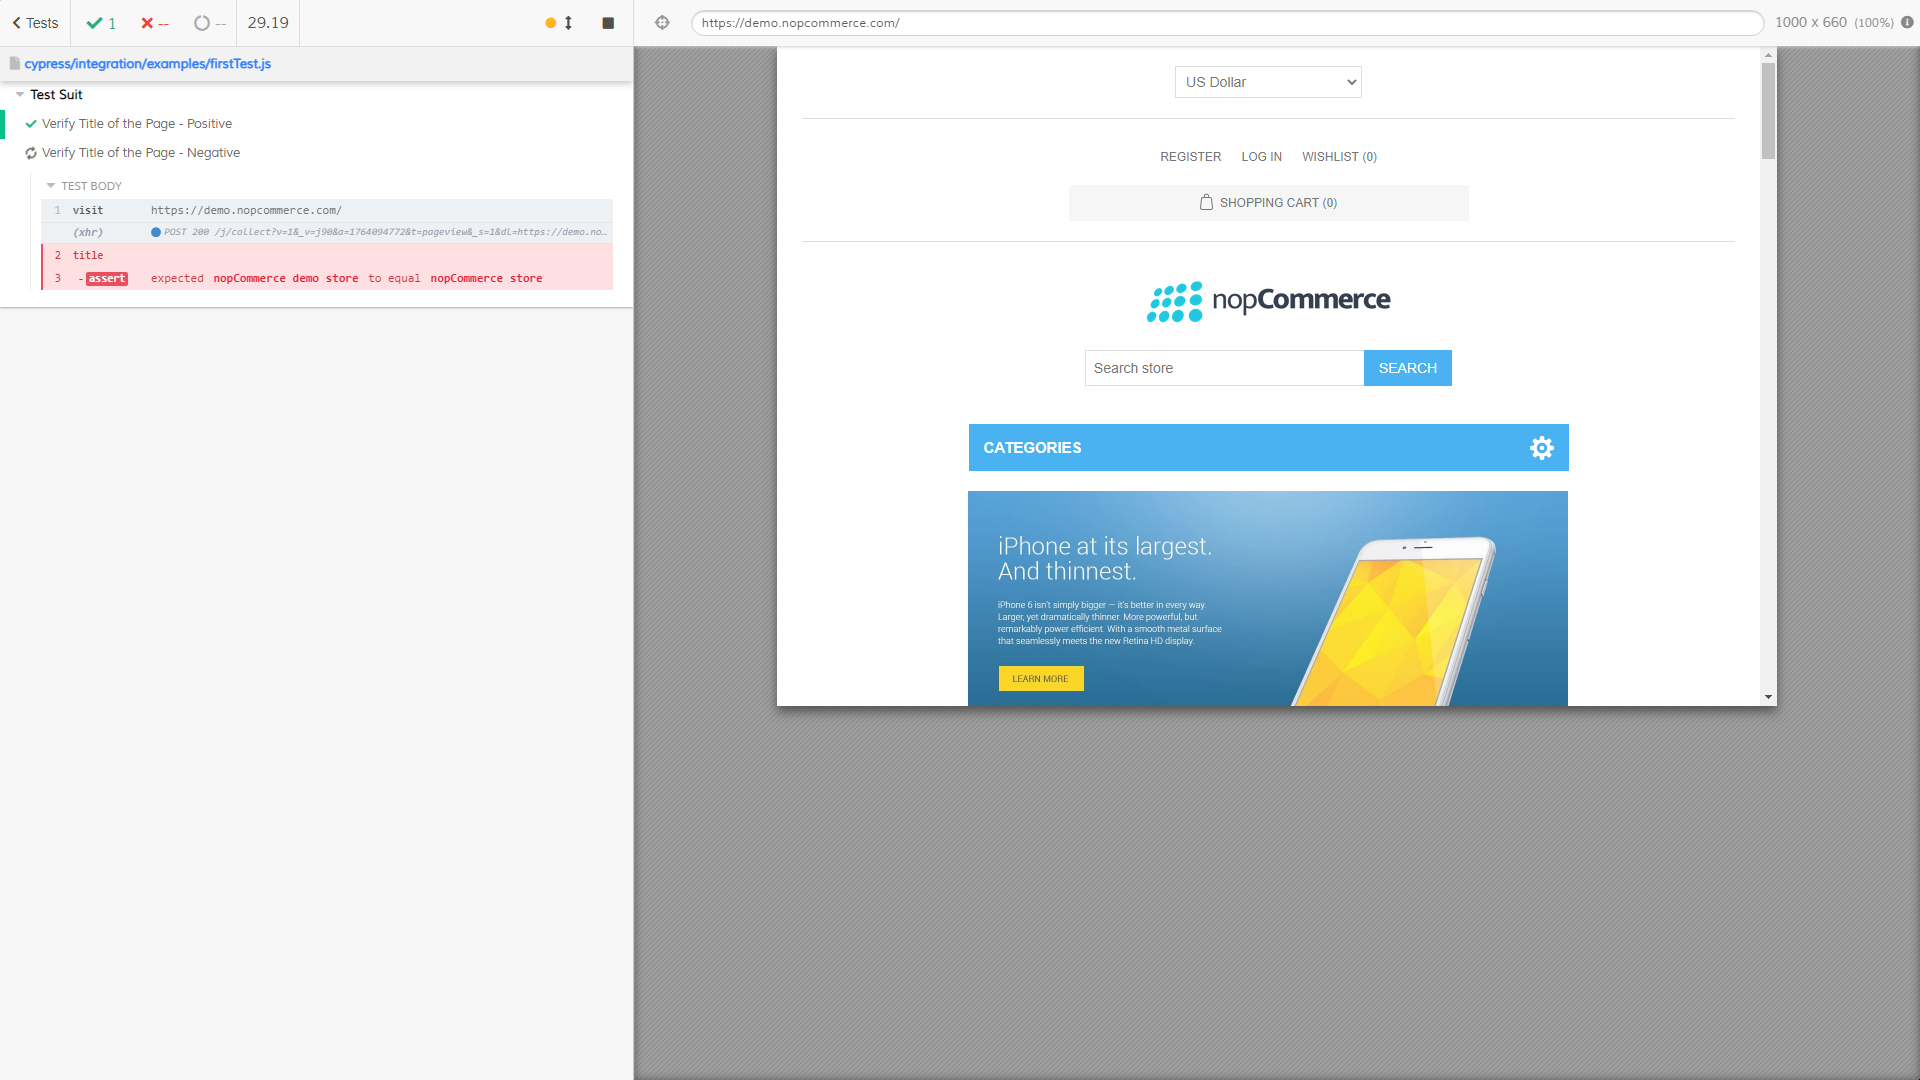 Tests 1 -- -- 29.19
https://demo.nopcommerce.com/ 1000 x 660 (100%)
cypress/integration/examples/firstTest.js
Test Suit
Verify Title of the Page - Positive
Verify Title of the Page - Negative
TEST BODY
1 visit https://demo.nopcommerce.com/
(xhr) POST 200 /j/collect?v=1&_v=j90&a=1764094772&t=pageview&_s=1&dl=https://demo.no...
2 title
3 - assert expected nopCommerce demo store to equal nopCommerce store
US Dollar
REGISTER LOG IN WISHLIST (0)
SHOPPING CART (0)
nopCommerce
Search store SEARCH
CATEGORIES
iPhone at its largest.
And thinnest.
iPhone 6 isn't simply bigger — it's better in every way.
Larger, yet dramatically thinner. More powerful, but
remarkably power efficient. With a smooth metal surface
that seamlessly meets the new Retina HD display.
LEARN MORE